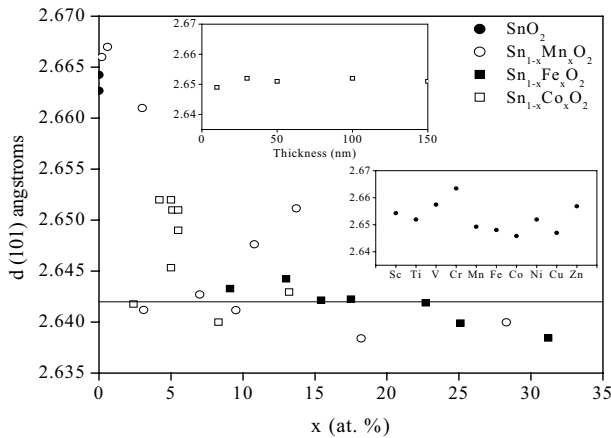 2.670
2.665
2.660
2.655
2.650
2.645
2.640
2.635
d (101) angstroms
0 5 10 15 20 25 30 35
x (at. %)
SnO₂
Sn₁₋ₓMnₓO₂
Sn₁₋ₓFeₓO₂
Sn₁₋ₓCoₓO₂
2.67
2.66
2.65
2.64
50 100 150
Thickness (nm)
2.67
2.66
2.65
2.64
Sc Ti V Cr Mn Fe Co Ni Cu Zn